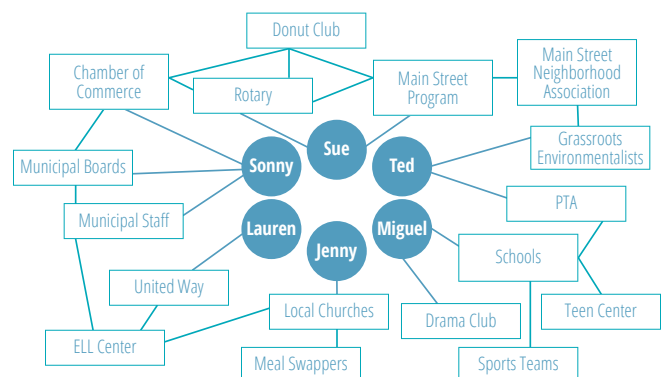 Donut Club
Chamber of
Commerce
Rotary
Main Street
Program
Main Street
Neighborhood
Association
Grassroots
Environmentalists
Sue
Sonny
Ted
Municipal Boards
PTA
Municipal Staff
Lauren
Jenny
Miguel
Schools
United Way
Local Churches
Drama Club
Teen Center
ELL Center
Meal Swappers
Sports Teams